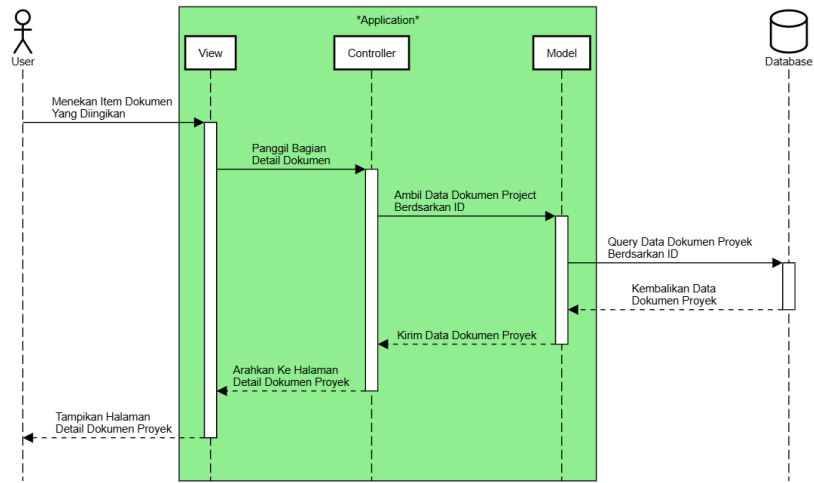 *Application*
User
View
Controller
Model
Database
Menekan Item Dokumen
Yang Diingikan
Panggil Bagian
Detail Dokumen
Ambil Data Dokumen Project
Berdsarkan ID
Query Data Dokumen Proyek
Berdsarkan ID
Kembalikan Data
Dokumen Proyek
Kirim Data Dokumen Proyek
Arahkan Ke Halaman
Detail Dokumen Proyek
Tampikan Halaman
Detail Dokumen Proyek